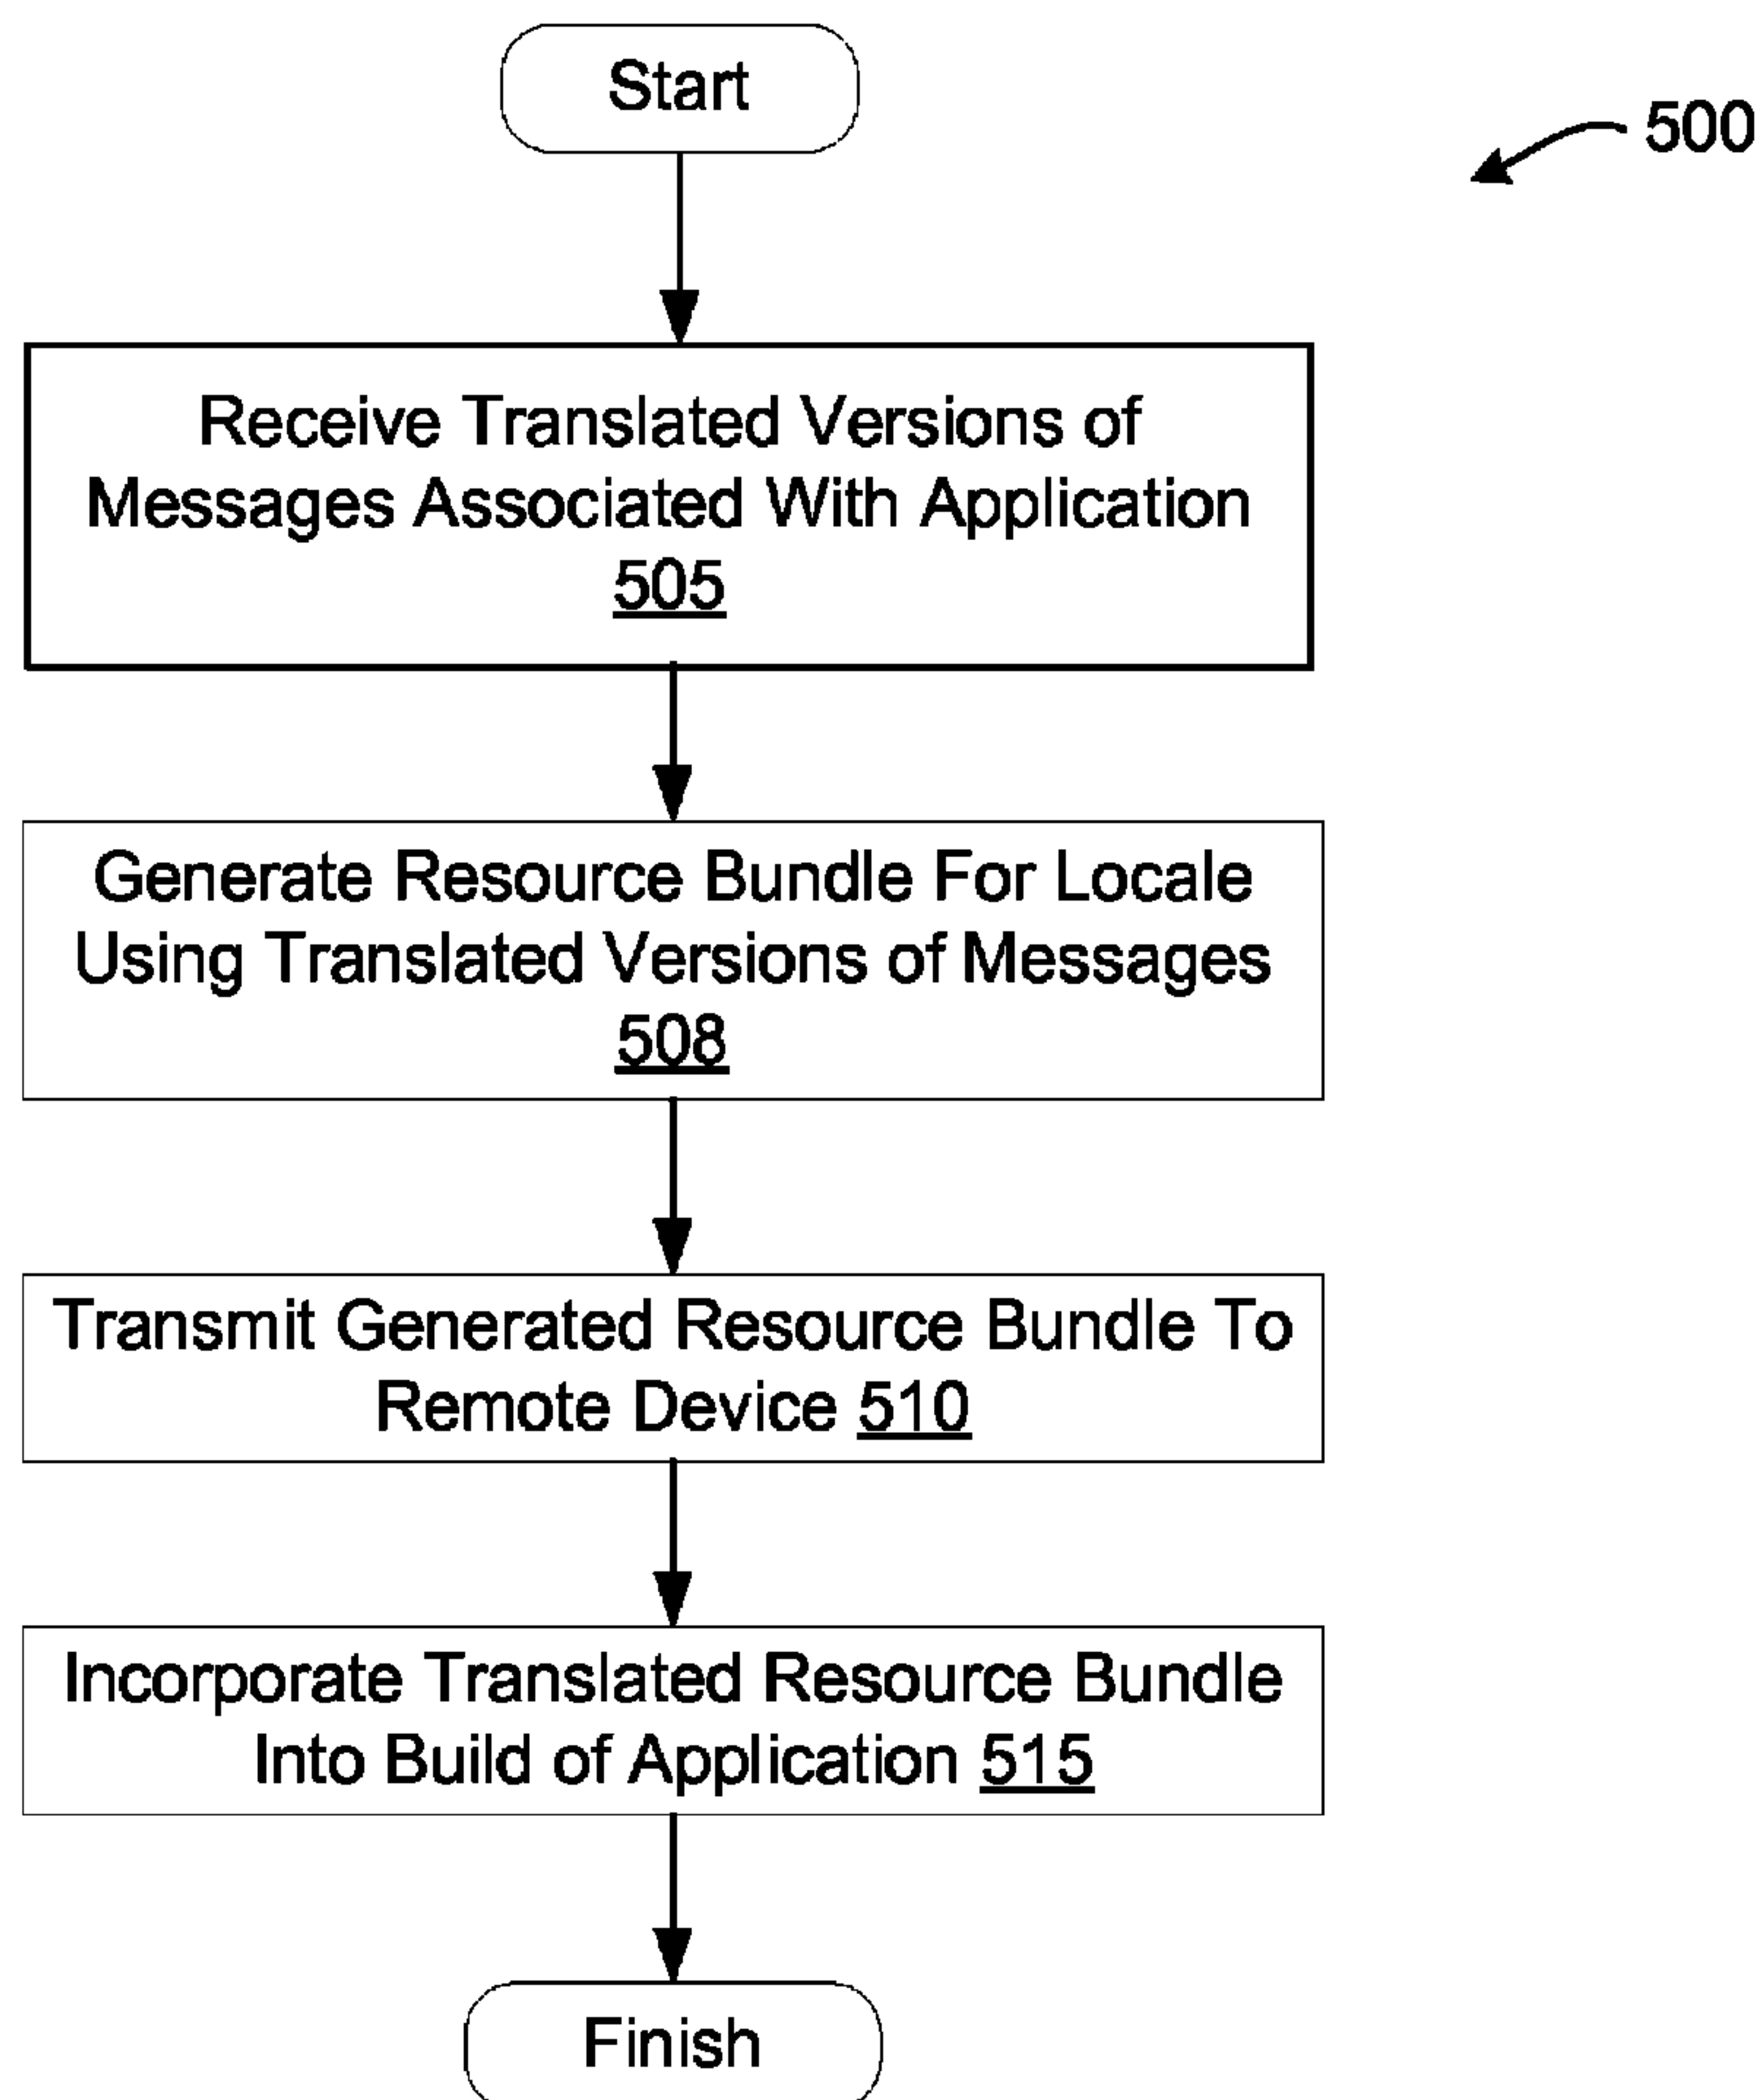 Start
500
Receive Translated Versions of
Messages Associated With Application
505
Generate Resource Bundle For Locale
Using Translated Versions of Messages
508
Transmit Generated Resource Bundle To
Remote Device 510
Incorporate Translated Resource Bundle
Into Build of Application 515
Finish